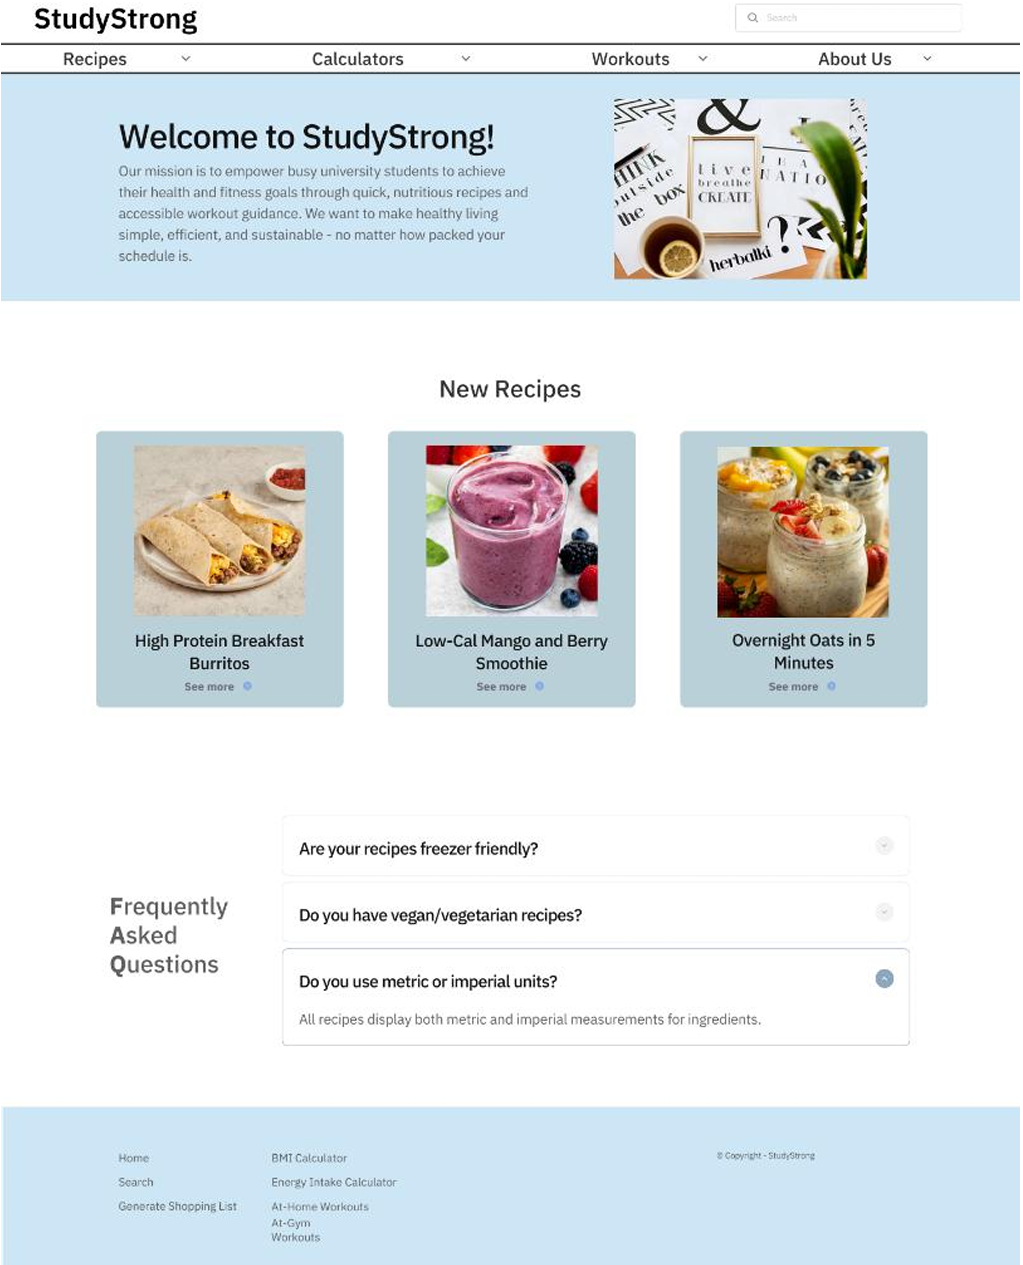 StudyStrong
Search
Recipes
Calculators
Workouts
About Us
Welcome to StudyStrong!
Our mission is to empower busy university students to achieve
their health and fitness goals through quick, nutritious recipes and
accessible workout guidance. We want to make healthy living
simple, efficient, and sustainable - no matter how packed your
schedule is.
&
THINK
outside
the box
live
breathe
CREATE
?
herbalki
New Recipes
High Protein Breakfast
Burritos
See more
Low-Cal Mango and Berry
Smoothie
See more
Overnight Oats in 5
Minutes
See more
Frequently
Asked
Questions
Are your recipes freezer friendly?
Do you have vegan/vegetarian recipes?
Do you use metric or imperial units?
All recipes display both metric and imperial measurements for ingredients.
Home
Search
Generate Shopping List
BMI Calculator
Energy Intake Calculator
At-Home Workouts
At-Gym
Workouts
© Copyright - StudyStrong